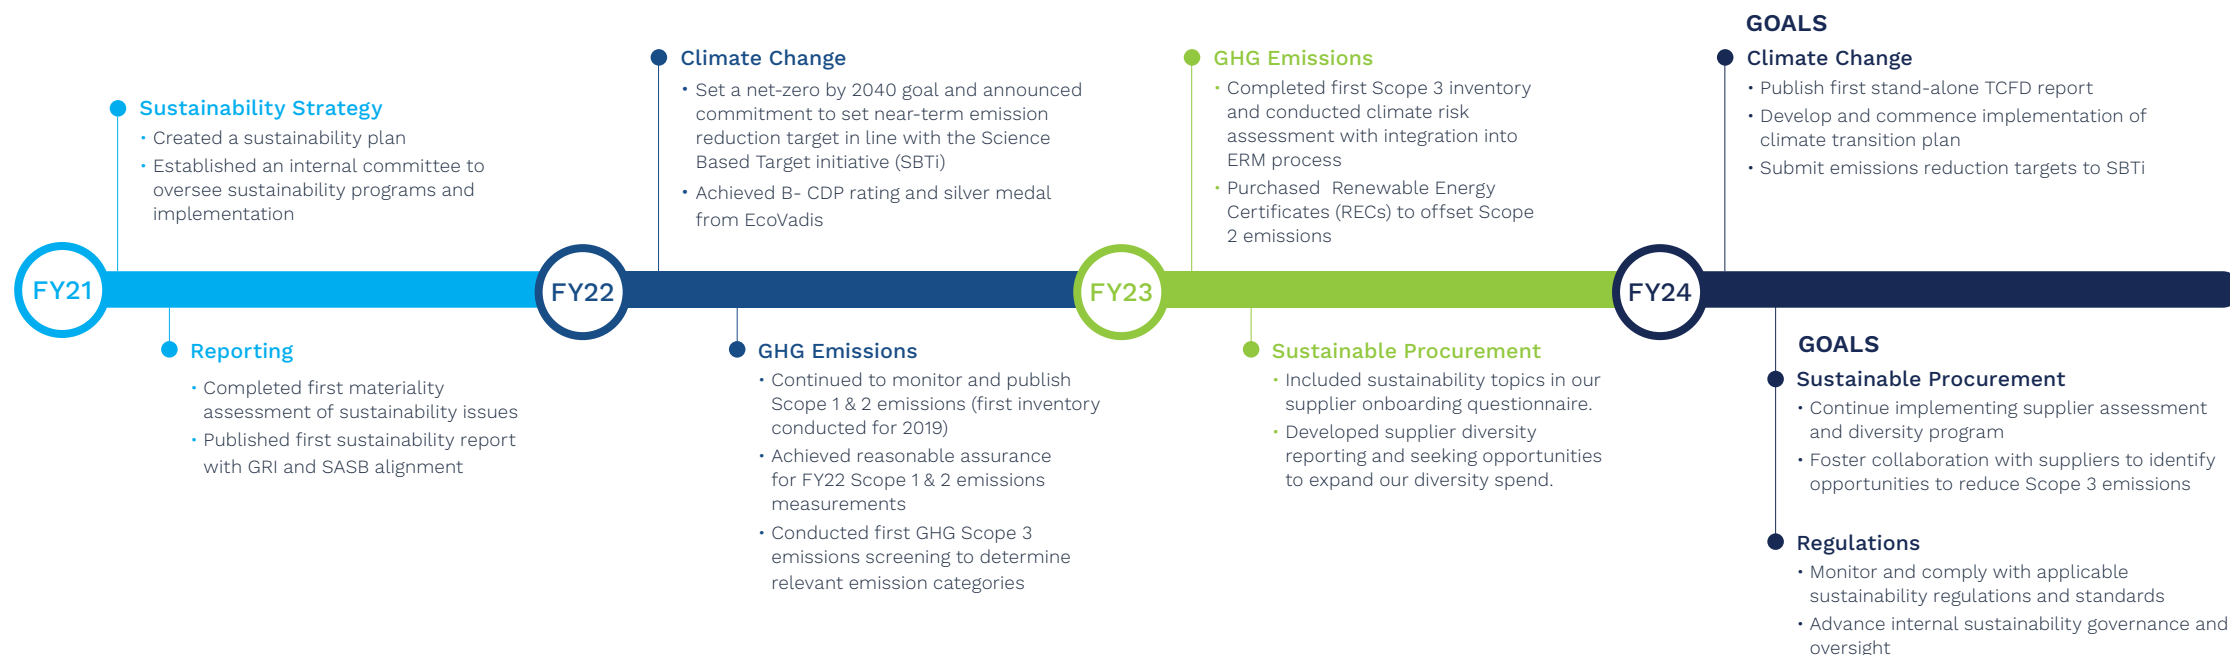 FY21
Sustainability Strategy
• Created a sustainability plan
• Established an internal committee to
oversee sustainability programs and
implementation
Reporting
• Completed first materiality
assessment of sustainability issues
• Published first sustainability report
with GRI and SASB alignment
FY22
Climate Change
• Set a net-zero by 2040 goal and announced
commitment to set near-term emission
reduction target in line with the Science
Based Target initiative (SBTi)
• Achieved B- CDP rating and silver medal
from EcoVadis
GHG Emissions
• Continued to monitor and publish
Scope 1 & 2 emissions (first inventory
conducted for 2019)
• Achieved reasonable assurance
for FY22 Scope 1 & 2 emissions
measurements
• Conducted first GHG Scope 3
emissions screening to determine
relevant emission categories
FY23
GHG Emissions
• Completed first Scope 3 inventory
and conducted climate risk
assessment with integration into
ERM process
• Purchased  Renewable Energy
Certificates (RECs) to offset Scope
2 emissions
Sustainable Procurement
• Included sustainability topics in our
supplier onboarding questionnaire.
• Developed supplier diversity
reporting and seeking opportunities
to expand our diversity spend.
FY24
GOALS
Climate Change
• Publish first stand-alone TCFD report
• Develop and commence implementation of
climate transition plan
• Submit emissions reduction targets to SBTi
GOALS
Sustainable Procurement
• Continue implementing supplier assessment
and diversity program
• Foster collaboration with suppliers to identify
opportunities to reduce Scope 3 emissions
Regulations
• Monitor and comply with applicable
sustainability regulations and standards
• Advance internal sustainability governance and
oversight